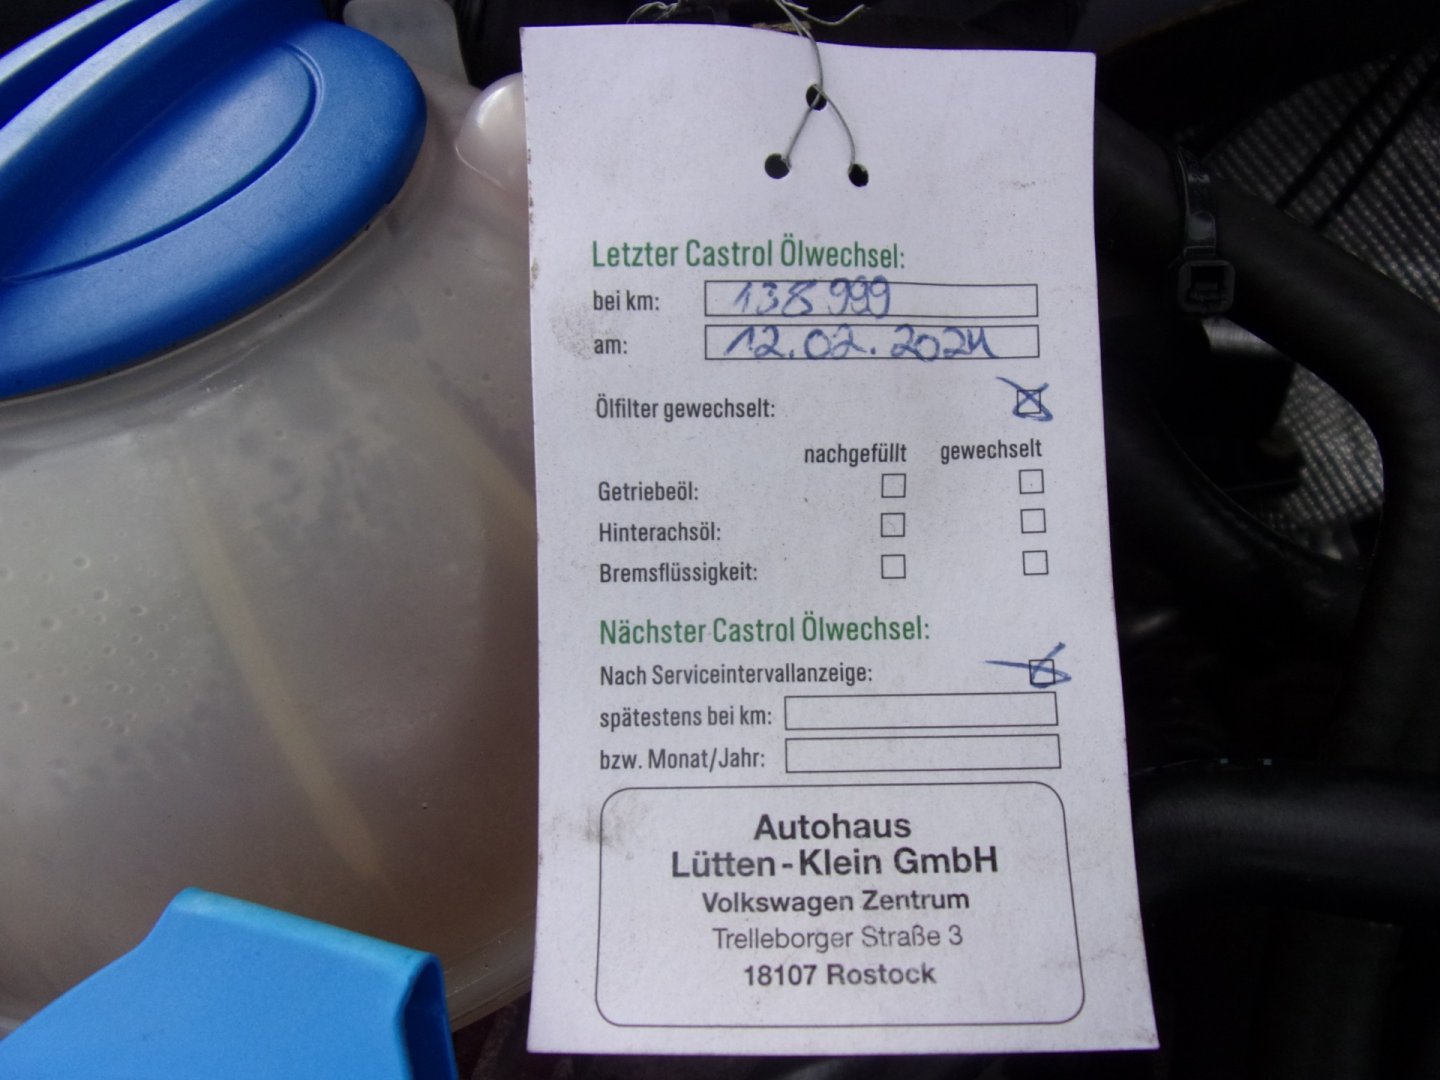 Letzter Castrol Ölwechsel:
bei km: 138 999
am: 12.02.2024
Ölfilter gewechselt:
nachgefüllt gewechselt
Getriebeöl:
Hinterachsöl:
Bremsflüssigkeit:
Nächster Castrol Ölwechsel:
Nach Serviceintervallanzeige:
spätestens bei km:
bzw. Monat/Jahr:
Autohaus
Lütten-Klein GmbH
Volkswagen Zentrum
Trelleborger Straße 3
18107 Rostock